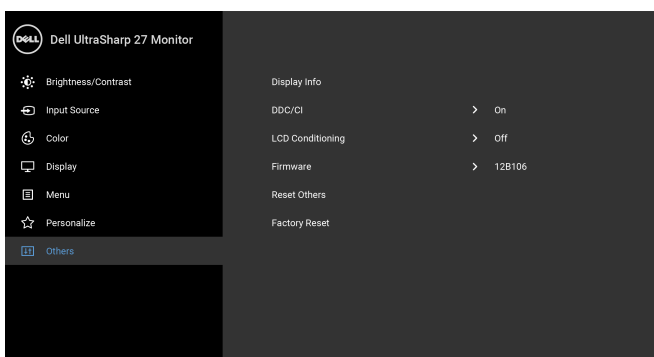 DELL
Dell UltraSharp 27 Monitor
Brightness/Contrast
Input Source
Color
Display
Menu
Personalize
Others
Display Info
DDC/CI > On
LCD Conditioning > Off
Firmware > 12B106
Reset Others
Factory Reset